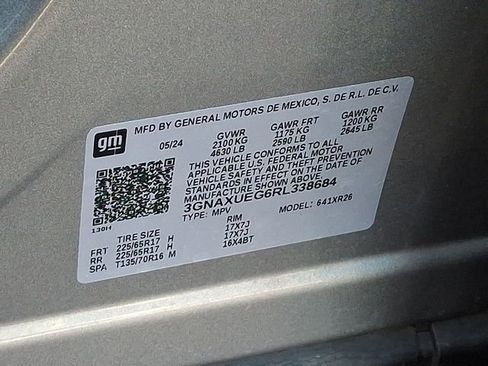 gm
MFD BY GENERAL MOTORS DE MEXICO, S. DE R.L. DE C.V.
05/24 GVWR GAWR FRT GAWR RR
2100 KG 1175 KG 1200 KG
4630 LB 2590 LB 2645 LB
THIS VEHICLE CONFORMS TO ALL
APPLICABLE U.S. FEDERAL MOTOR
VEHICLE SAFETY AND THEFT PREVENTION
STANDARDS IN EFFECT ON THE DATE OF
MANUFACTURE SHOWN ABOVE.
3GNAXUEG6RL338684
TYPE: MPV MODEL: 641XR26
130H
TIRE SIZE RIM
FRT 225/65R17 H 17X7J
RR 225/65R17 H 17X7J
SPA T135/70R16 M 16X4BT